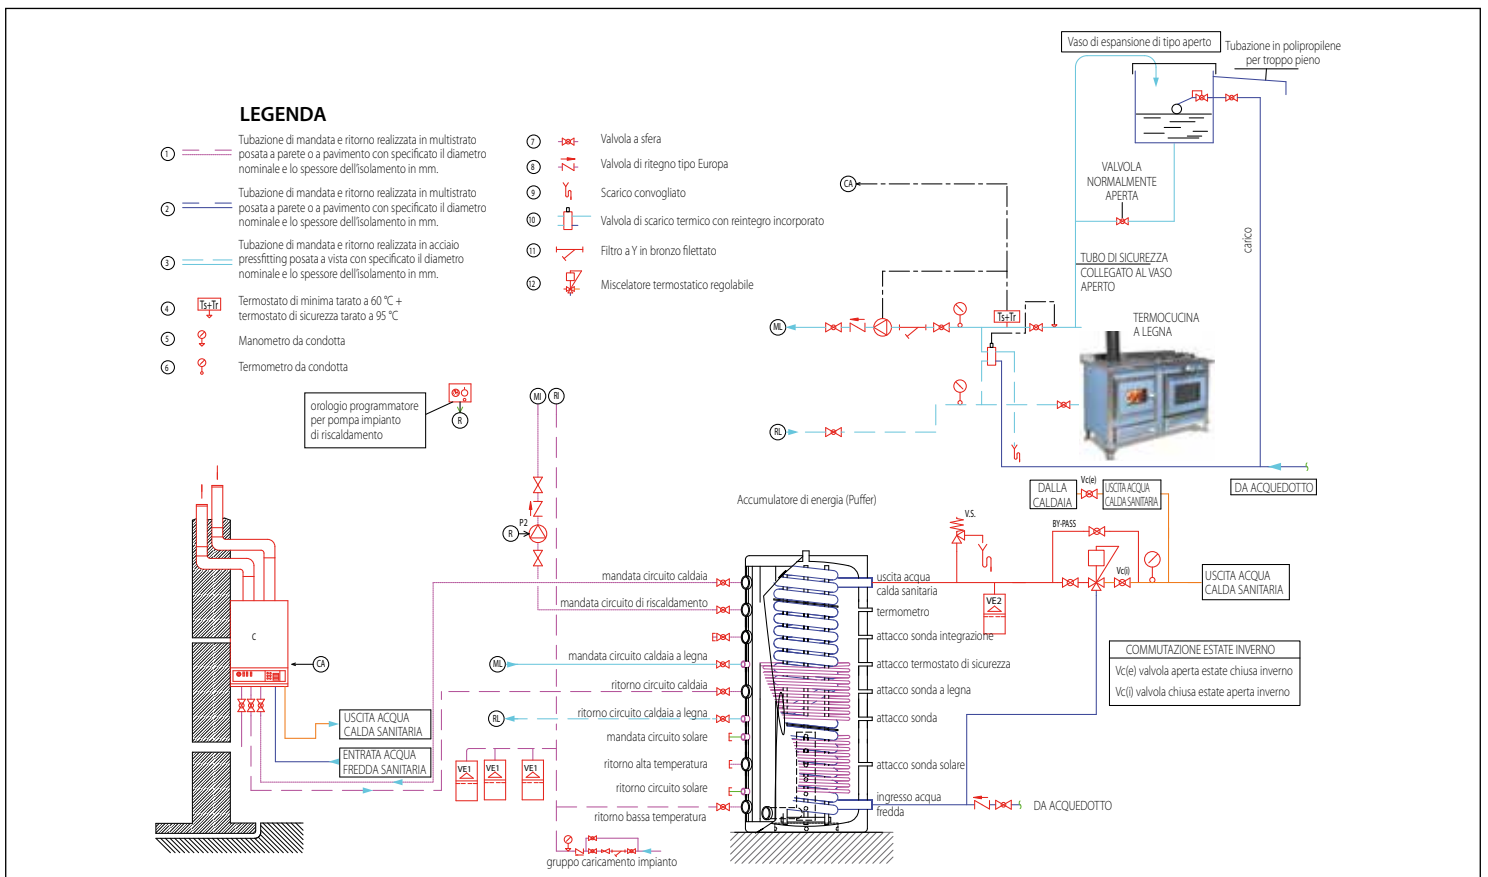 LEGENDA
1
Tubazione di mandata e ritorno realizzata in multistrato
posata a parete o a pavimento con specificato il diametro
nominale e lo spessore dell'isolamento in mm.
2
Tubazione di mandata e ritorno realizzata in multistrato
posata a parete o a pavimento con specificato il diametro
nominale e lo spessore dell'isolamento in mm.
3
Tubazione di mandata e ritorno realizzata in acciaio
pressfitting posata a vista con specificato il diametro
nominale e lo spessore dell'isolamento in mm.
4
Ts+Tr
Termostato di minima tarato a 60 °C +
termostato di sicurezza tarato a 95 °C
5
Manometro da condotta
6
Termometro da condotta
7
Valvola a sfera
8
Valvola di ritegno tipo Europa
9
Scarico convogliato
10
Valvola di scarico termico con reintegro incorporato
11
Filtro a Y in bronzo filettato
12
Miscelatore termostatico regolabile
Vaso di espansione di tipo aperto
Tubazione in polipropilene
per troppo pieno
VALVOLA
NORMALMENTE
APERTA
CA
carico
TUBO DI SICUREZZA
COLLEGATO AL VASO
APERTO
TERMOCUCINA
A LEGNA
ML
Ts+Tr
RL
DA ACQUEDOTTO
orologio programmatore
per pompa impianto
di riscaldamento
R
MI
RI
R
P2
Accumulatore di energia (Puffer)
DALLA
CALDAIA
Vc(e)
USCITA ACQUA
CALDA SANITARIA
V.S.
BY-PASS
Vc(i)
USCITA ACQUA
CALDA SANITARIA
VE2
mandata circuito caldaia
mandata circuito di riscaldamento
ML
mandata circuito caldaia a legna
ritorno circuito caldaia
RL
ritorno circuito caldaia a legna
mandata circuito solare
ritorno alta temperatura
ritorno circuito solare
ritorno bassa temperatura
uscita acqua
calda sanitaria
termometro
attacco sonda integrazione
attacco termostato di sicurezza
attacco sonda a legna
attacco sonda
attacco sonda solare
ingresso acqua
fredda
DA ACQUEDOTTO
COMMUTAZIONE ESTATE INVERNO
Vc(e) valvola aperta estate chiusa inverno
Vc(i) valvola chiusa estate aperta inverno
C
CA
USCITA ACQUA
CALDA SANITARIA
ENTRATA ACQUA
FREDDA SANITARIA
VE1
VE1
VE1
gruppo caricamento impianto